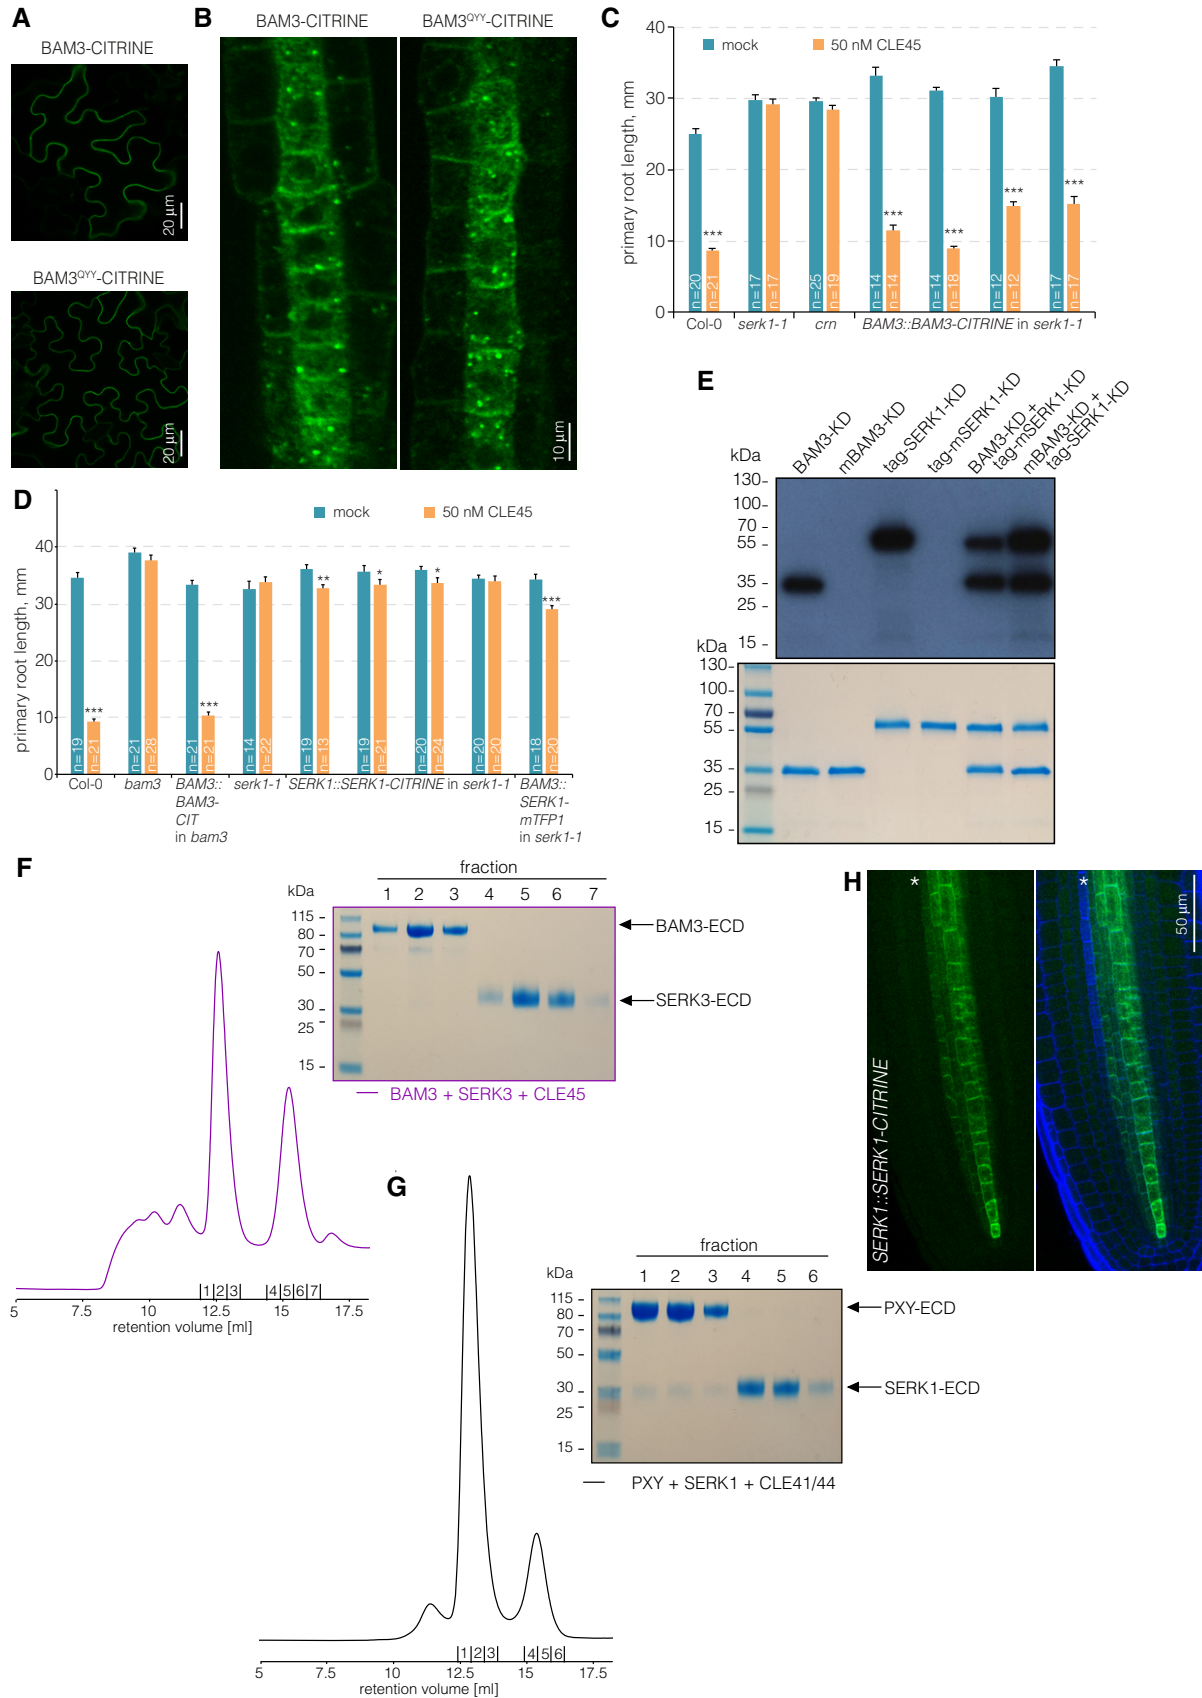 A
BAM3-CITRINE
20 µm
BAM3QYY-CITRINE
20 µm
B
BAM3-CITRINE
BAM3QYY-CITRINE
10 µm
C
mock
50 nM CLE45
primary root length, mm
40
30
20
10
0
*** *** *** *** ***
n=20 n=21 n=17 n=17 n=25 n=19 n=14 n=14 n=14 n=18 n=12 n=12 n=17 n=17
Col-0 serk1-1 crn BAM3::BAM3-CITRINE in serk1-1
D
mock
50 nM CLE45
primary root length, mm
40
30
20
10
0
*** *** ** * * ***
n=19 n=21 n=21 n=28 n=21 n=21 n=14 n=22 n=19 n=13 n=19 n=21 n=20 n=24 n=20 n=20 n=18 n=20
Col-0 bam3 BAM3:: serk1-1 SERK1::SERK1-CITRINE in serk1-1 BAM3::
BAM3- SERK1-
CIT mTFP1
in bam3 in serk1-1
E
BAM3-KD
mBAM3-KD
tag-SERK1-KD
tag-mSERK1-KD
BAM3-KD +
tag-mSERK1-KD
mBAM3-KD +
tag-SERK1-KD
kDa
130-
100-
70-
55-
35-
25-
15-
kDa
130-
100-
70-
55-
35-
25-
15-
F
fraction
kDa 1 2 3 4 5 6 7
115
80
70
50
30
25
15
BAM3-ECD
SERK3-ECD
BAM3 + SERK3 + CLE45
1 2 3 4 5 6 7
5 7.5 10 12.5 15 17.5
retention volume [ml]
G
fraction
kDa 1 2 3 4 5 6
115
80
70
50
30
25
15
PXY-ECD
SERK1-ECD
PXY + SERK1 + CLE41/44
1 2 3 4 5 6
5 7.5 10 12.5 15 17.5
retention volume [ml]
H
* *
50 µm
SERK1::SERK1-CITRINE